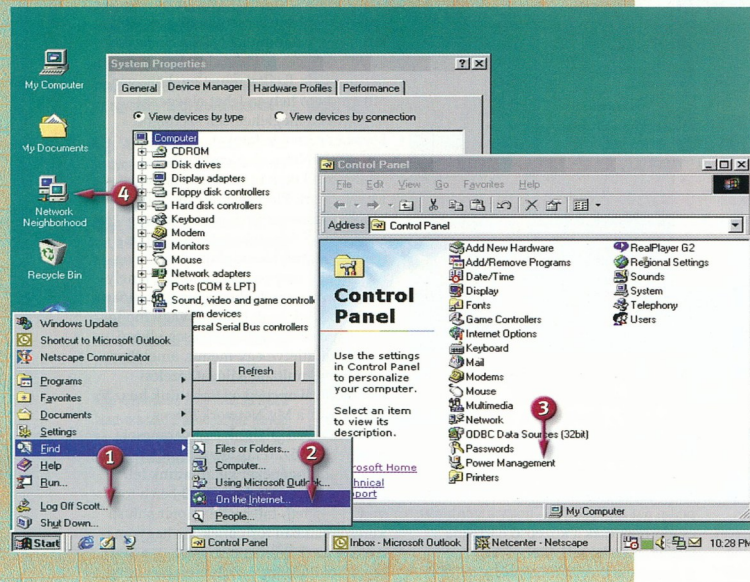 My Computer
My Documents
4
Network
Neighborhood
Recycle Bin
System Properties
General
Device Manager
Hardware Profiles
Performance
View devices by type
View devices by connection
Computer
CDROM
Disk drives
Display adapters
Floppy disk controllers
Hard disk controllers
Keyboard
Modem
Monitors
Mouse
Network adapters
Ports (COM & LPT)
Sound, video and game
devices
Serial Bus controllers
Refresh
Control Panel
File Edit View Go Favorites Help
Address Control Panel
Control
Panel
Use the settings
in Control Panel
to personalize
your computer.
Select an item
to view its
description.
Home
Add New Hardware
Add/Remove Programs
Date/Time
Display
Fonts
Game Controllers
Internet Options
Keyboard
Mail
Modems
Mouse
Multimedia
Network
ODBC Data Sources (32bit)
Passwords
Power Management
Printers
RealPlayer G2
Regional Settings
Sounds
System
Telephony
Users
3
My Computer
Windows Update
Shortcut to Microsoft Outlook
Netscape Communicator
Programs
Favorites
Documents
Settings
Find
Help
Run...
Log Off Scott...
Shut Down...
1
Files or Folders...
Computer...
Using Microsoft Outlook...
On the Internet...
People...
2
Start
Control Panel
Inbox - Microsoft Outlook
Netcenter - Netscape
10:28 PM